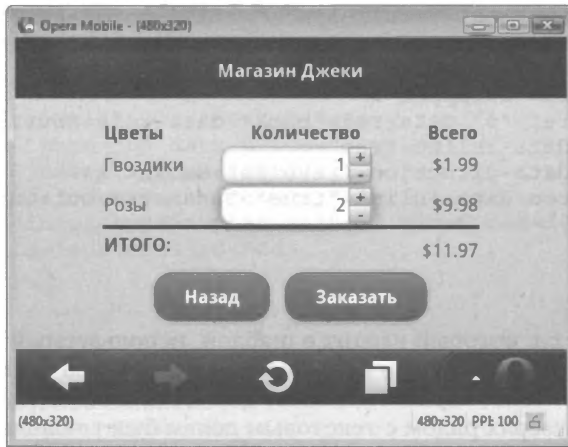 Opera Mobile - (480x320)
Магазин Джеки
Цветы Количество Всего
Гвоздики 1 + - $1.99
Розы 2 + - $9.98
ИТОГО: $11.97
Назад Заказать
(480x320) 480x320 PPI: 100